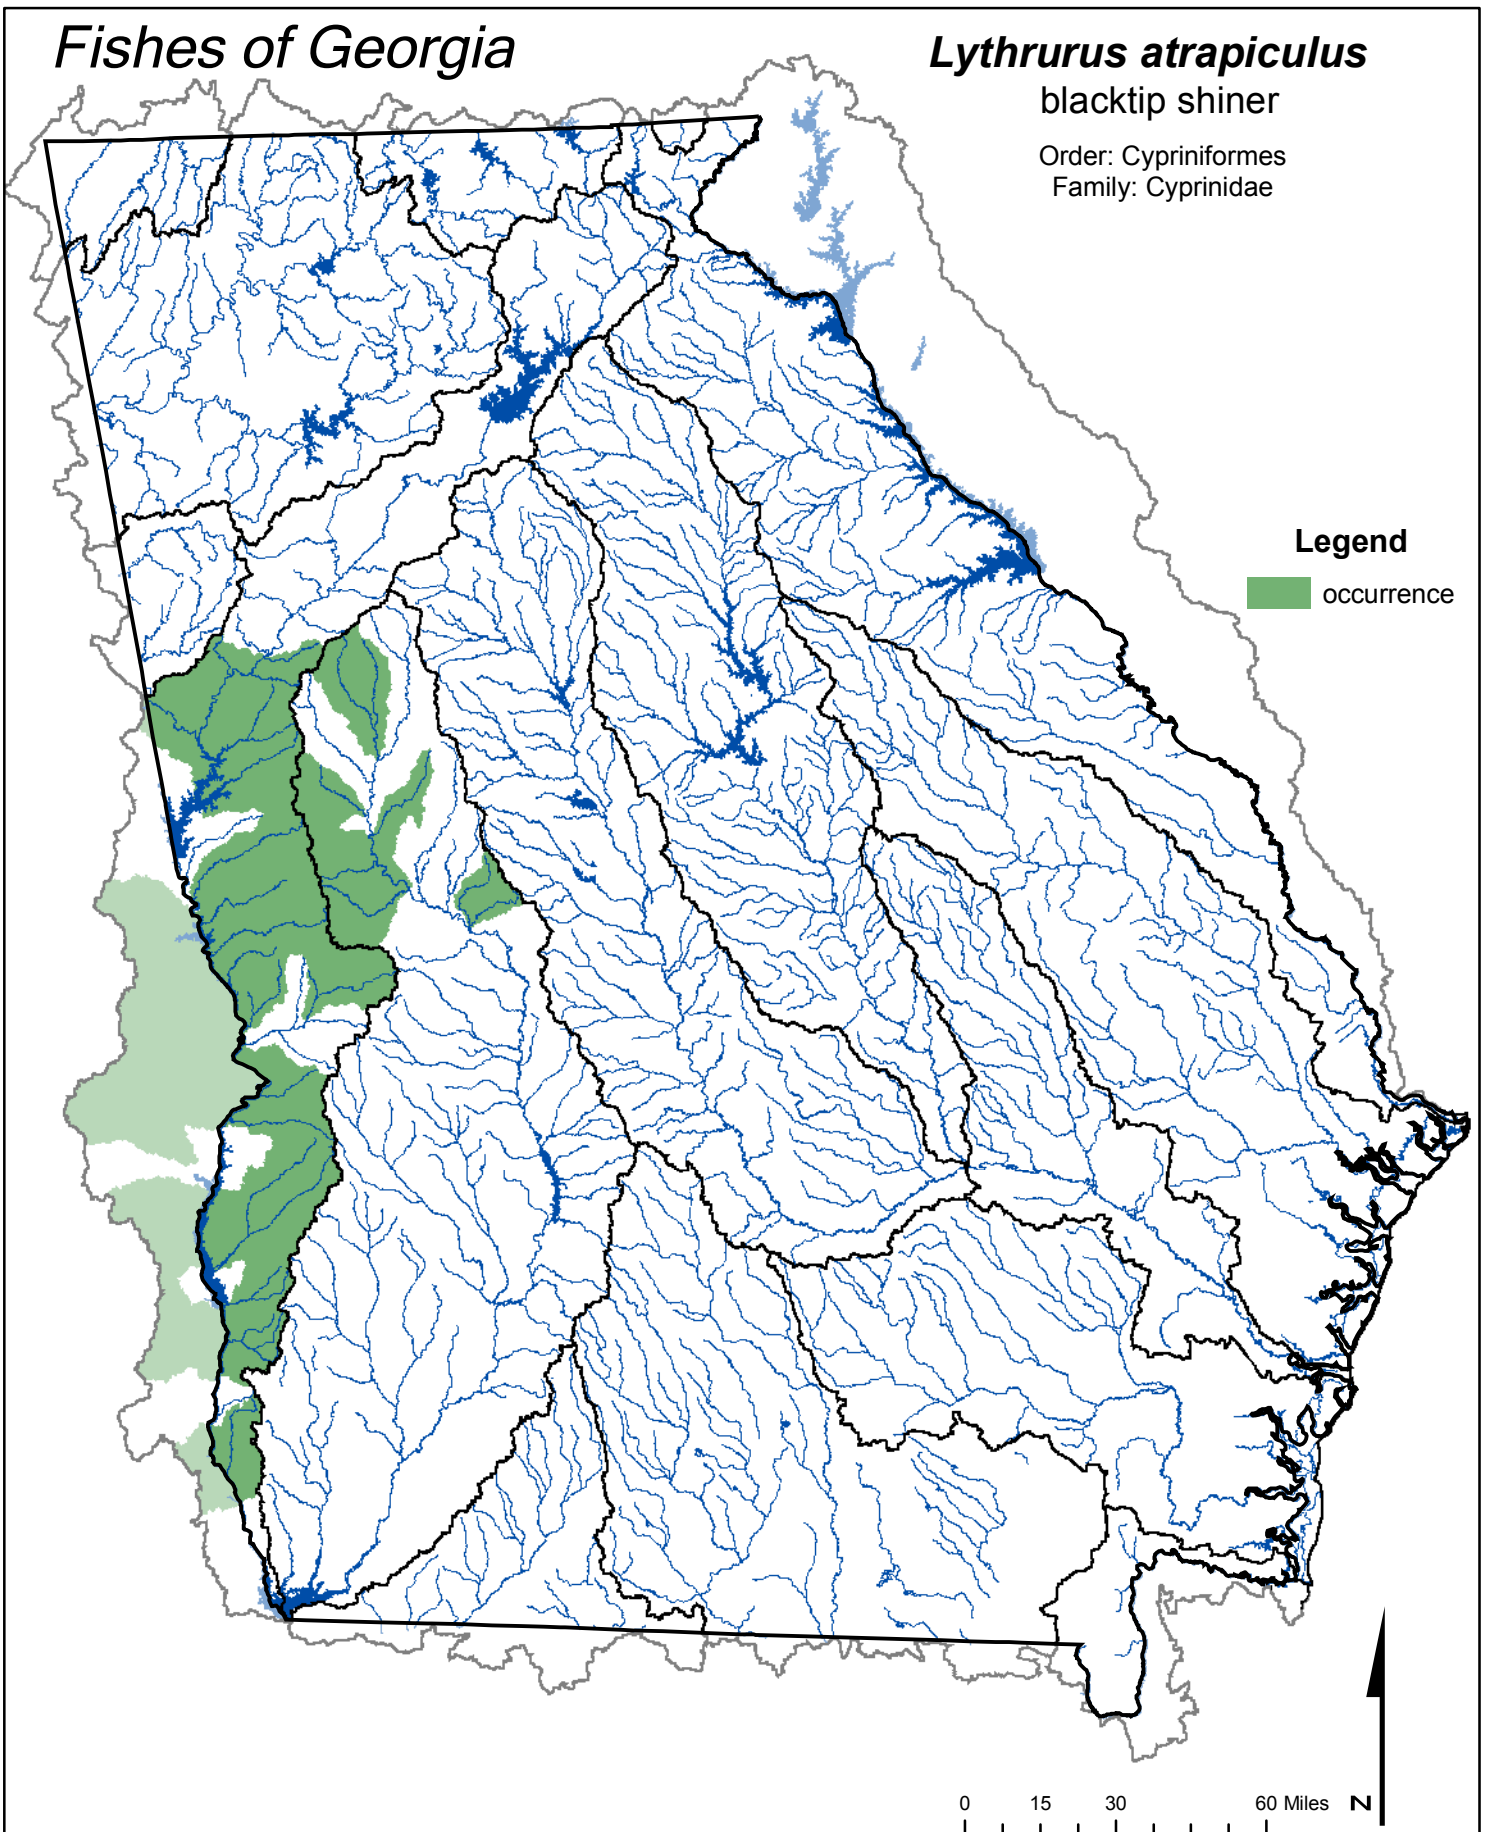 Fishes of Georgia
Lythrurus atrapiculus
blacktip shiner
Order: Cypriniformes
Family: Cyprinidae
Legend
occurrence
0 15 30 60 Miles
N